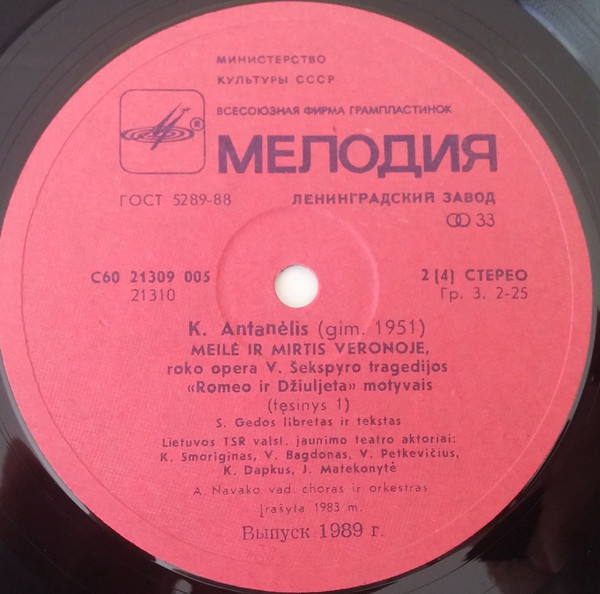 МИНИСТЕРСТВО
КУЛЬТУРЫ СССР
ВСЕСОЮЗНАЯ ФИРМА ГРАМПЛАСТИНОК
® МЕЛОДИЯ
ГОСТ 5289-88 ЛЕНИНГРАДСКИЙ ЗАВОД
33
С60 21309 005 2 (4) СТЕРЕО
21310 Гр. 3. 2-25
K. Antanėlis (gim. 1951)
MEILĖ IR MIRTIS VERONOJE,
roko opera V. Šekspyro tragedijos
«Romeo ir Džiuljeta» motyvais
(tęsinys 1)
S. Gedos libretas ir tekstas
Lietuvos TSR valst. jaunimo teatro aktoriai:
K. Smoriginas, V. Bagdonas, V. Petkevičius,
K. Dapkus, J. Matekonytė
A. Navako vad. choras ir orkestras
Įrašyta 1983 m.
Выпуск 1989 г.